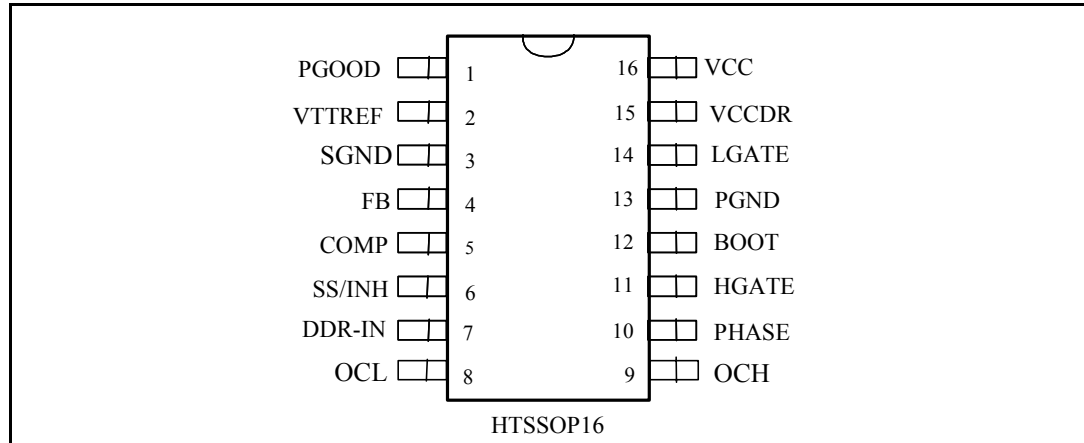 PGOOD 1 16 VCC
VTTREF 2 15 VCCDR
SGND 3 14 LGATE
FB 4 13 PGND
COMP 5 12 BOOT
SS/INH 6 11 HGATE
DDR-IN 7 10 PHASE
OCL 8 9 OCH
HTSSOP16